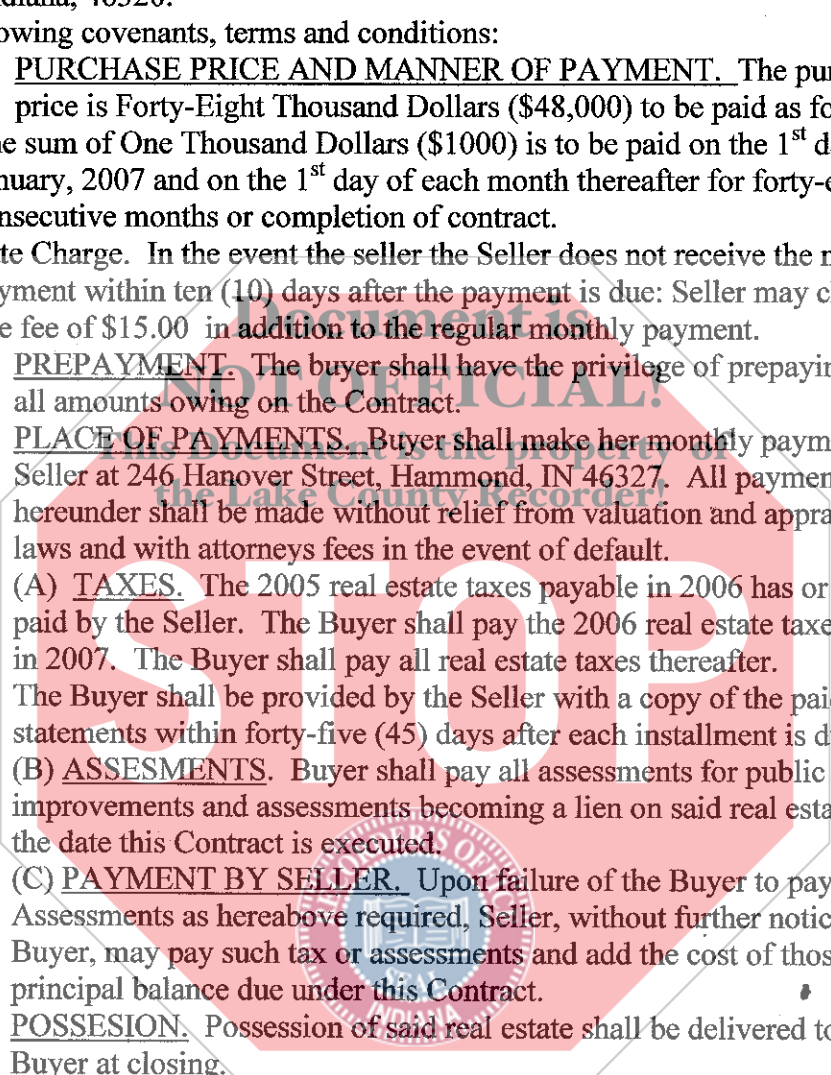 diana, 46320.
owing covenants, terms and conditions:
PURCHASE PRICE AND MANNER OF PAYMENT. The pur
price is Forty-Eight Thousand Dollars ($48,000) to be paid as fo
e sum of One Thousand Dollars ($1000) is to be paid on the 1st d
nuary, 2007 and on the 1st day of each month thereafter for forty-e
nsecutive months or completion of contract.
te Charge. In the event the seller the Seller does not receive the m
yment within ten (10) days after the payment is due: Seller may c
e fee of $15.00 in addition to the regular monthly payment.
Document is
PREPAYMENT. The buyer shall have the privilege of prepayin
NOT OFFICIAL!
all amounts owing on the Contract.
PLACE OF PAYMENTS. Buyer shall make her monthly paym
This Document is the property of
Seller at 246 Hanover Street, Hammond, IN 46327. All paymen
the Lake County Recorder!
hereunder shall be made without relief from valuation and appra
laws and with attorneys fees in the event of default.
(A) TAXES. The 2005 real estate taxes payable in 2006 has or
paid by the Seller. The Buyer shall pay the 2006 real estate taxe
in 2007. The Buyer shall pay all real estate taxes thereafter.
STOP
The Buyer shall be provided by the Seller with a copy of the pai
statements within forty-five (45) days after each installment is d
(B) ASSESMENTS. Buyer shall pay all assessments for public
improvements and assessments becoming a lien on said real esta
the date this Contract is executed.
(C) PAYMENT BY SELLER. Upon failure of the Buyer to pay
Assessments as hereabove required, Seller, without further notic
Buyer, may pay such tax or assessments and add the cost of thos
principal balance due under this Contract.
RECORDER'S OFFICE
SEAL
INDIANA
POSSESION. Possession of said real estate shall be delivered to
Buyer at closing.